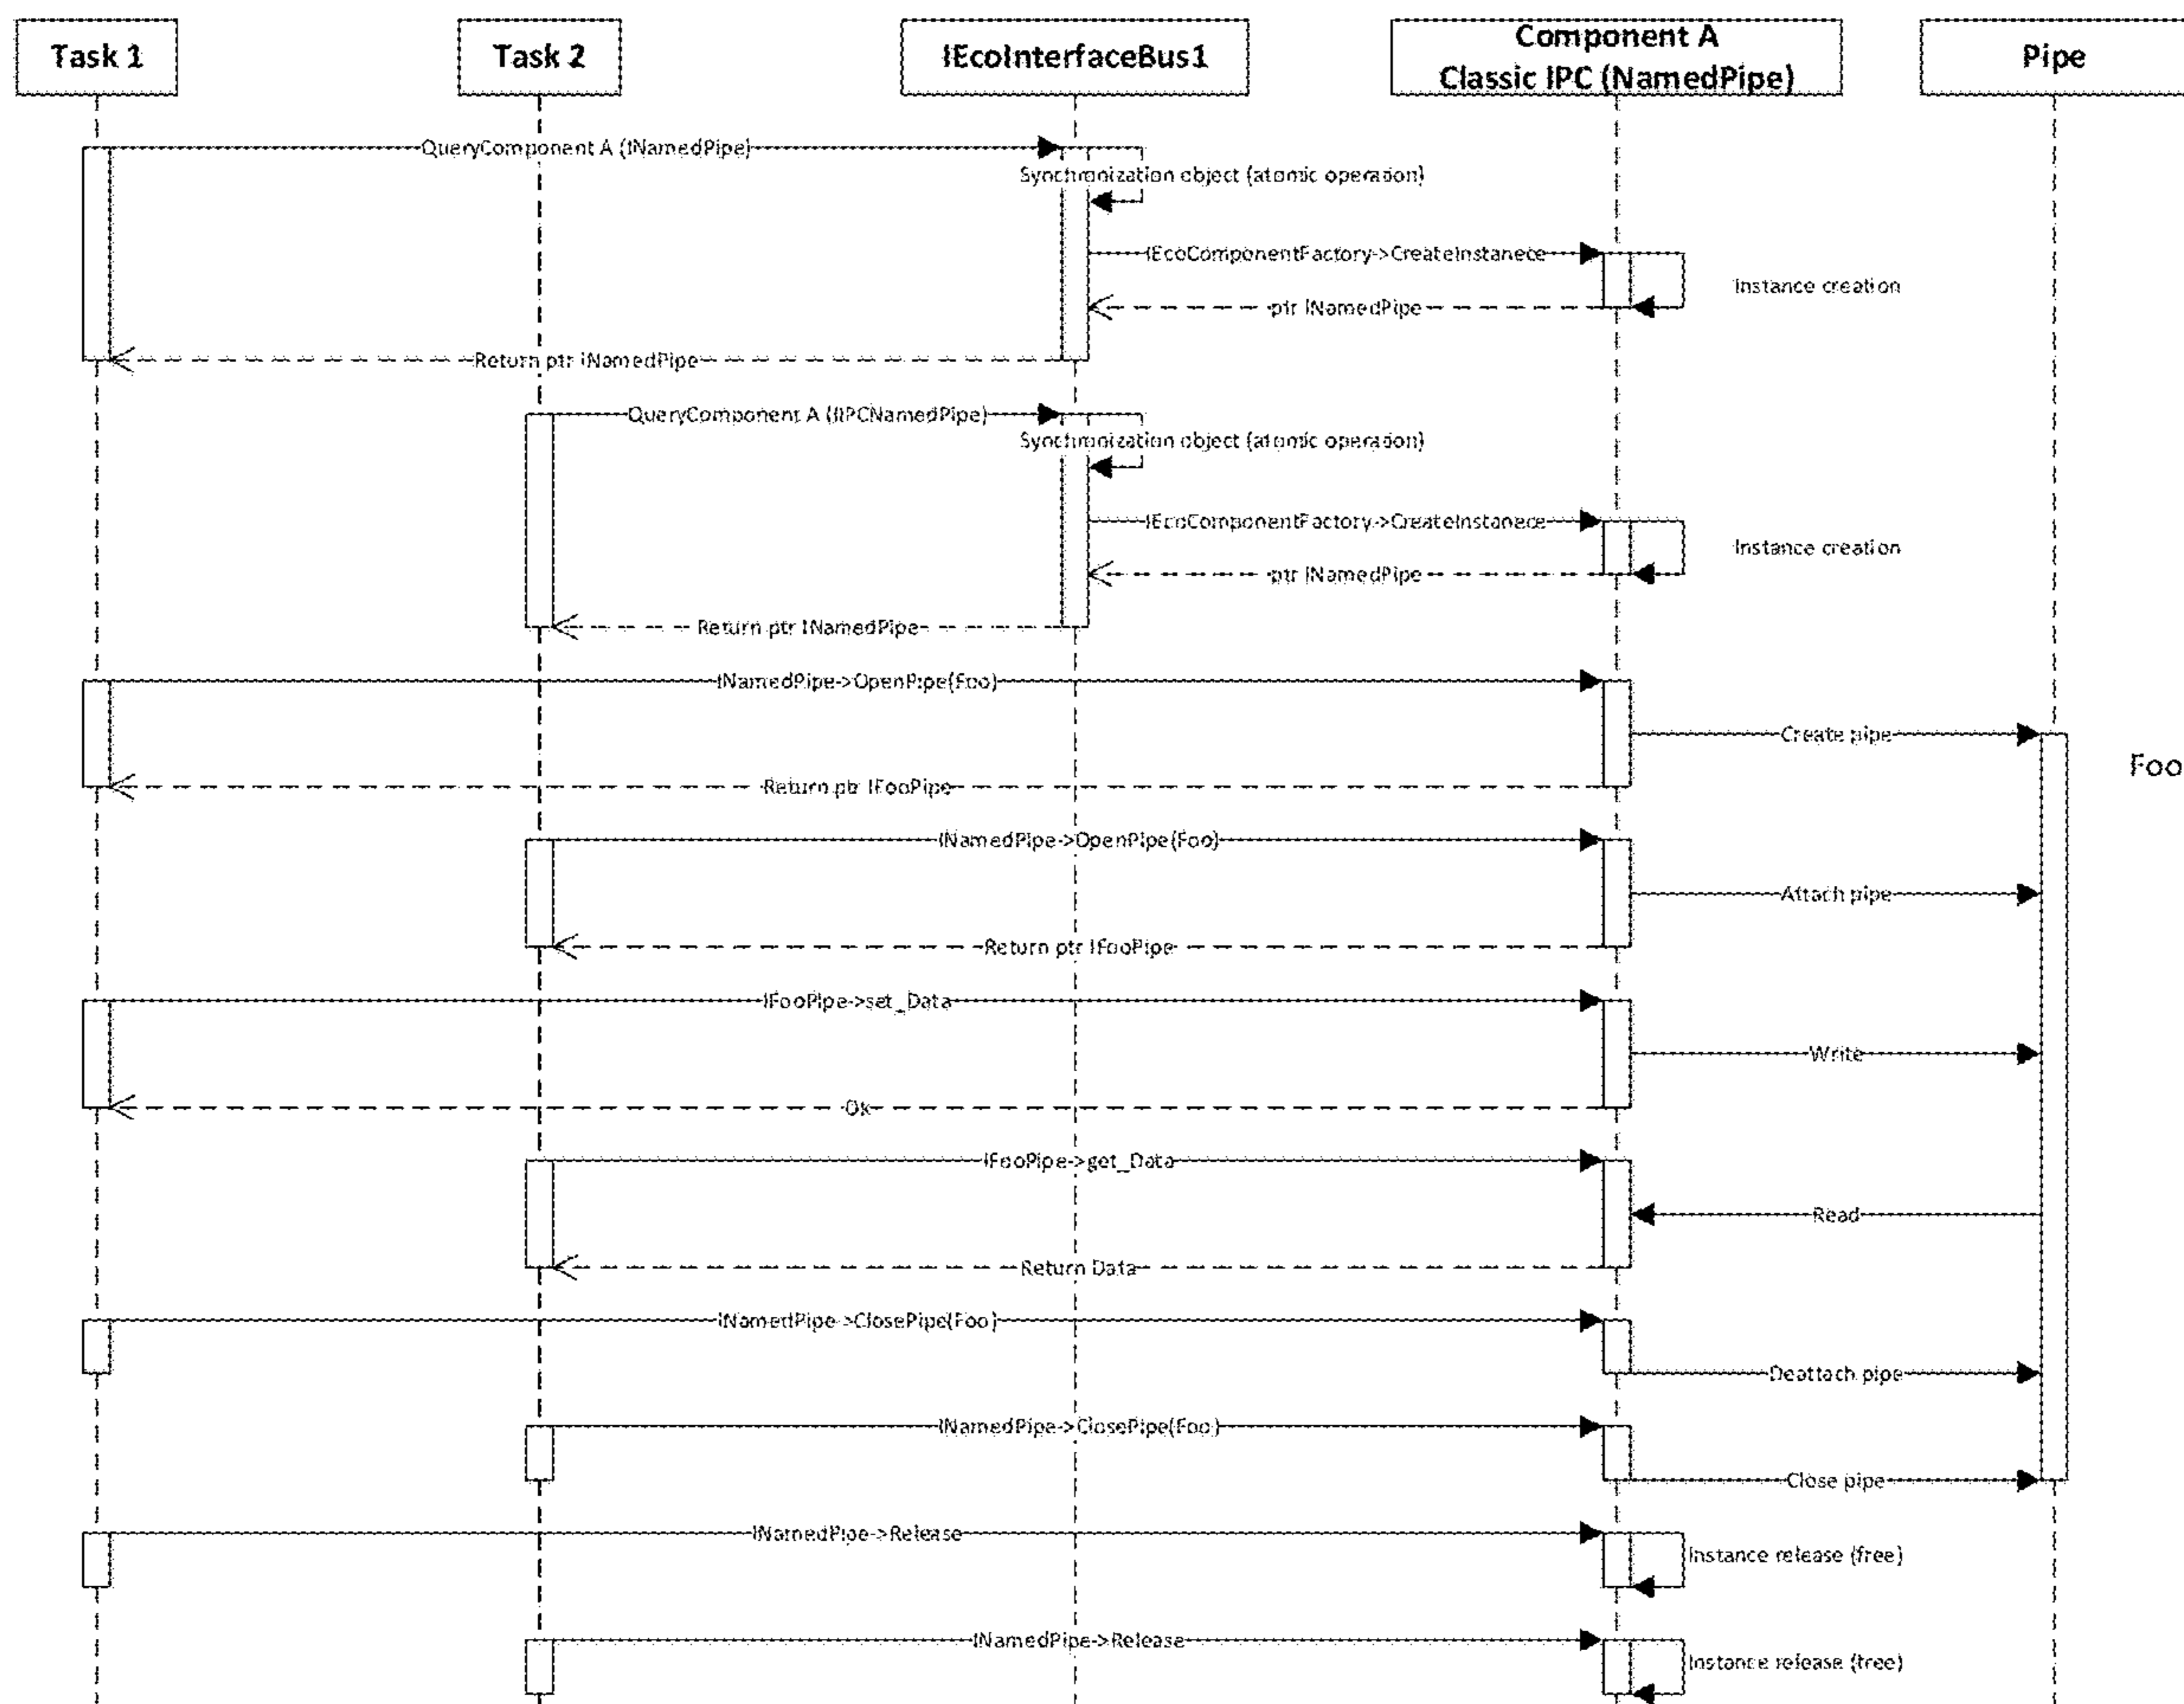 Task 1
Task 2
IEcoInterfaceBus1
Component A
Classic IPC (NamedPipe)
Pipe
QueryComponent A (INamedPipe)
Synchronization object (atomic operation)
IEcoComponentFactory->CreateInstanece
Instance creation
ptr INamedPipe
Return ptr INamedPipe
QueryComponent A (IIPCNamedPipe)
Synchronization object (atomic operation)
IEcoComponentFactory->CreateInstanece
Instance creation
ptr INamedPipe
Return ptr INamedPipe
INamedPipe->OpenPipe(Foo)
Create pipe
Foo
Return ptr IFooPipe
INamedPipe->OpenPipe(Foo)
Attach pipe
Return ptr IFooPipe
IFooPipe->set_Data
Write
Ok
IFooPipe->get_Data
Read
Return Data
INamedPipe->ClosePipe(Foo)
Deattach pipe
INamedPipe->ClosePipe(Foo)
Close pipe
INamedPipe->Release
Instance release (free)
INamedPipe->Release
Instance release (free)